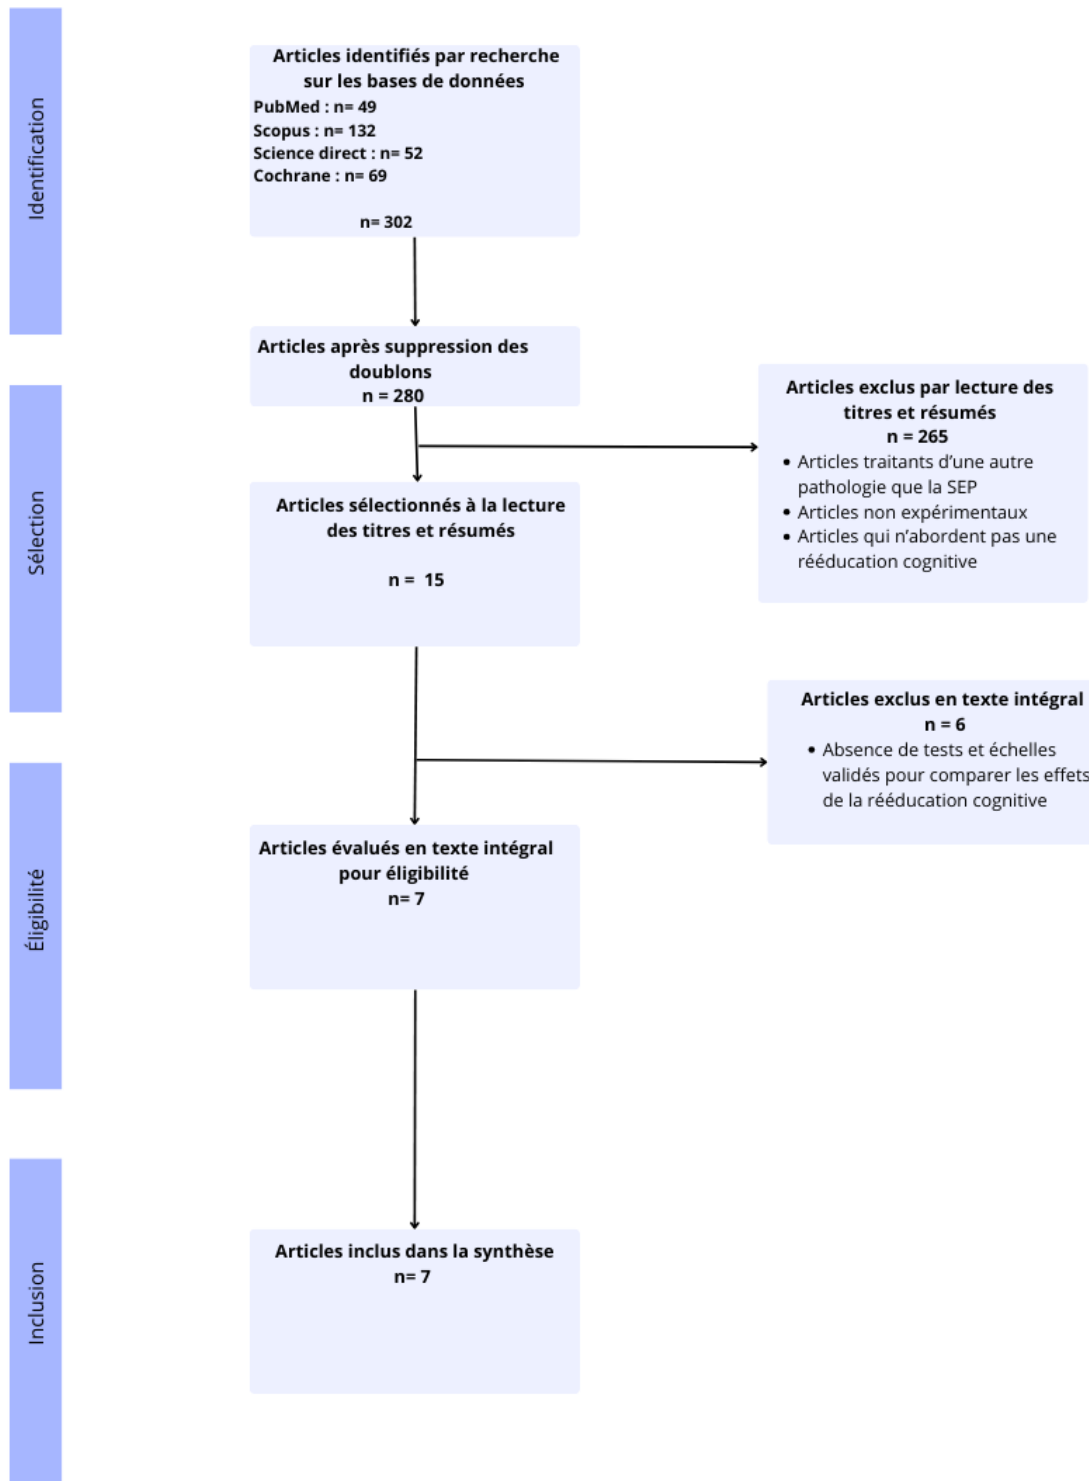 Identification
Articles identifiés par recherche
sur les bases de données
PubMed : n= 49
Scopus : n= 132
Science direct : n= 52
Cochrane : n= 69
n= 302
Articles après suppression des
doublons
n = 280
Sélection
Articles exclus par lecture des
titres et résumés
n = 265
• Articles traitants d’une autre
pathologie que la SEP
• Articles non expérimentaux
• Articles qui n’abordent pas une
rééducation cognitive
Articles sélectionnés à la lecture
des titres et résumés
n = 15
Articles exclus en texte intégral
n = 6
• Absence de tests et échelles
validés pour comparer les effets
de la rééducation cognitive
Éligibilité
Articles évalués en texte intégral
pour éligibilité
n= 7
Inclusion
Articles inclus dans la synthèse
n= 7